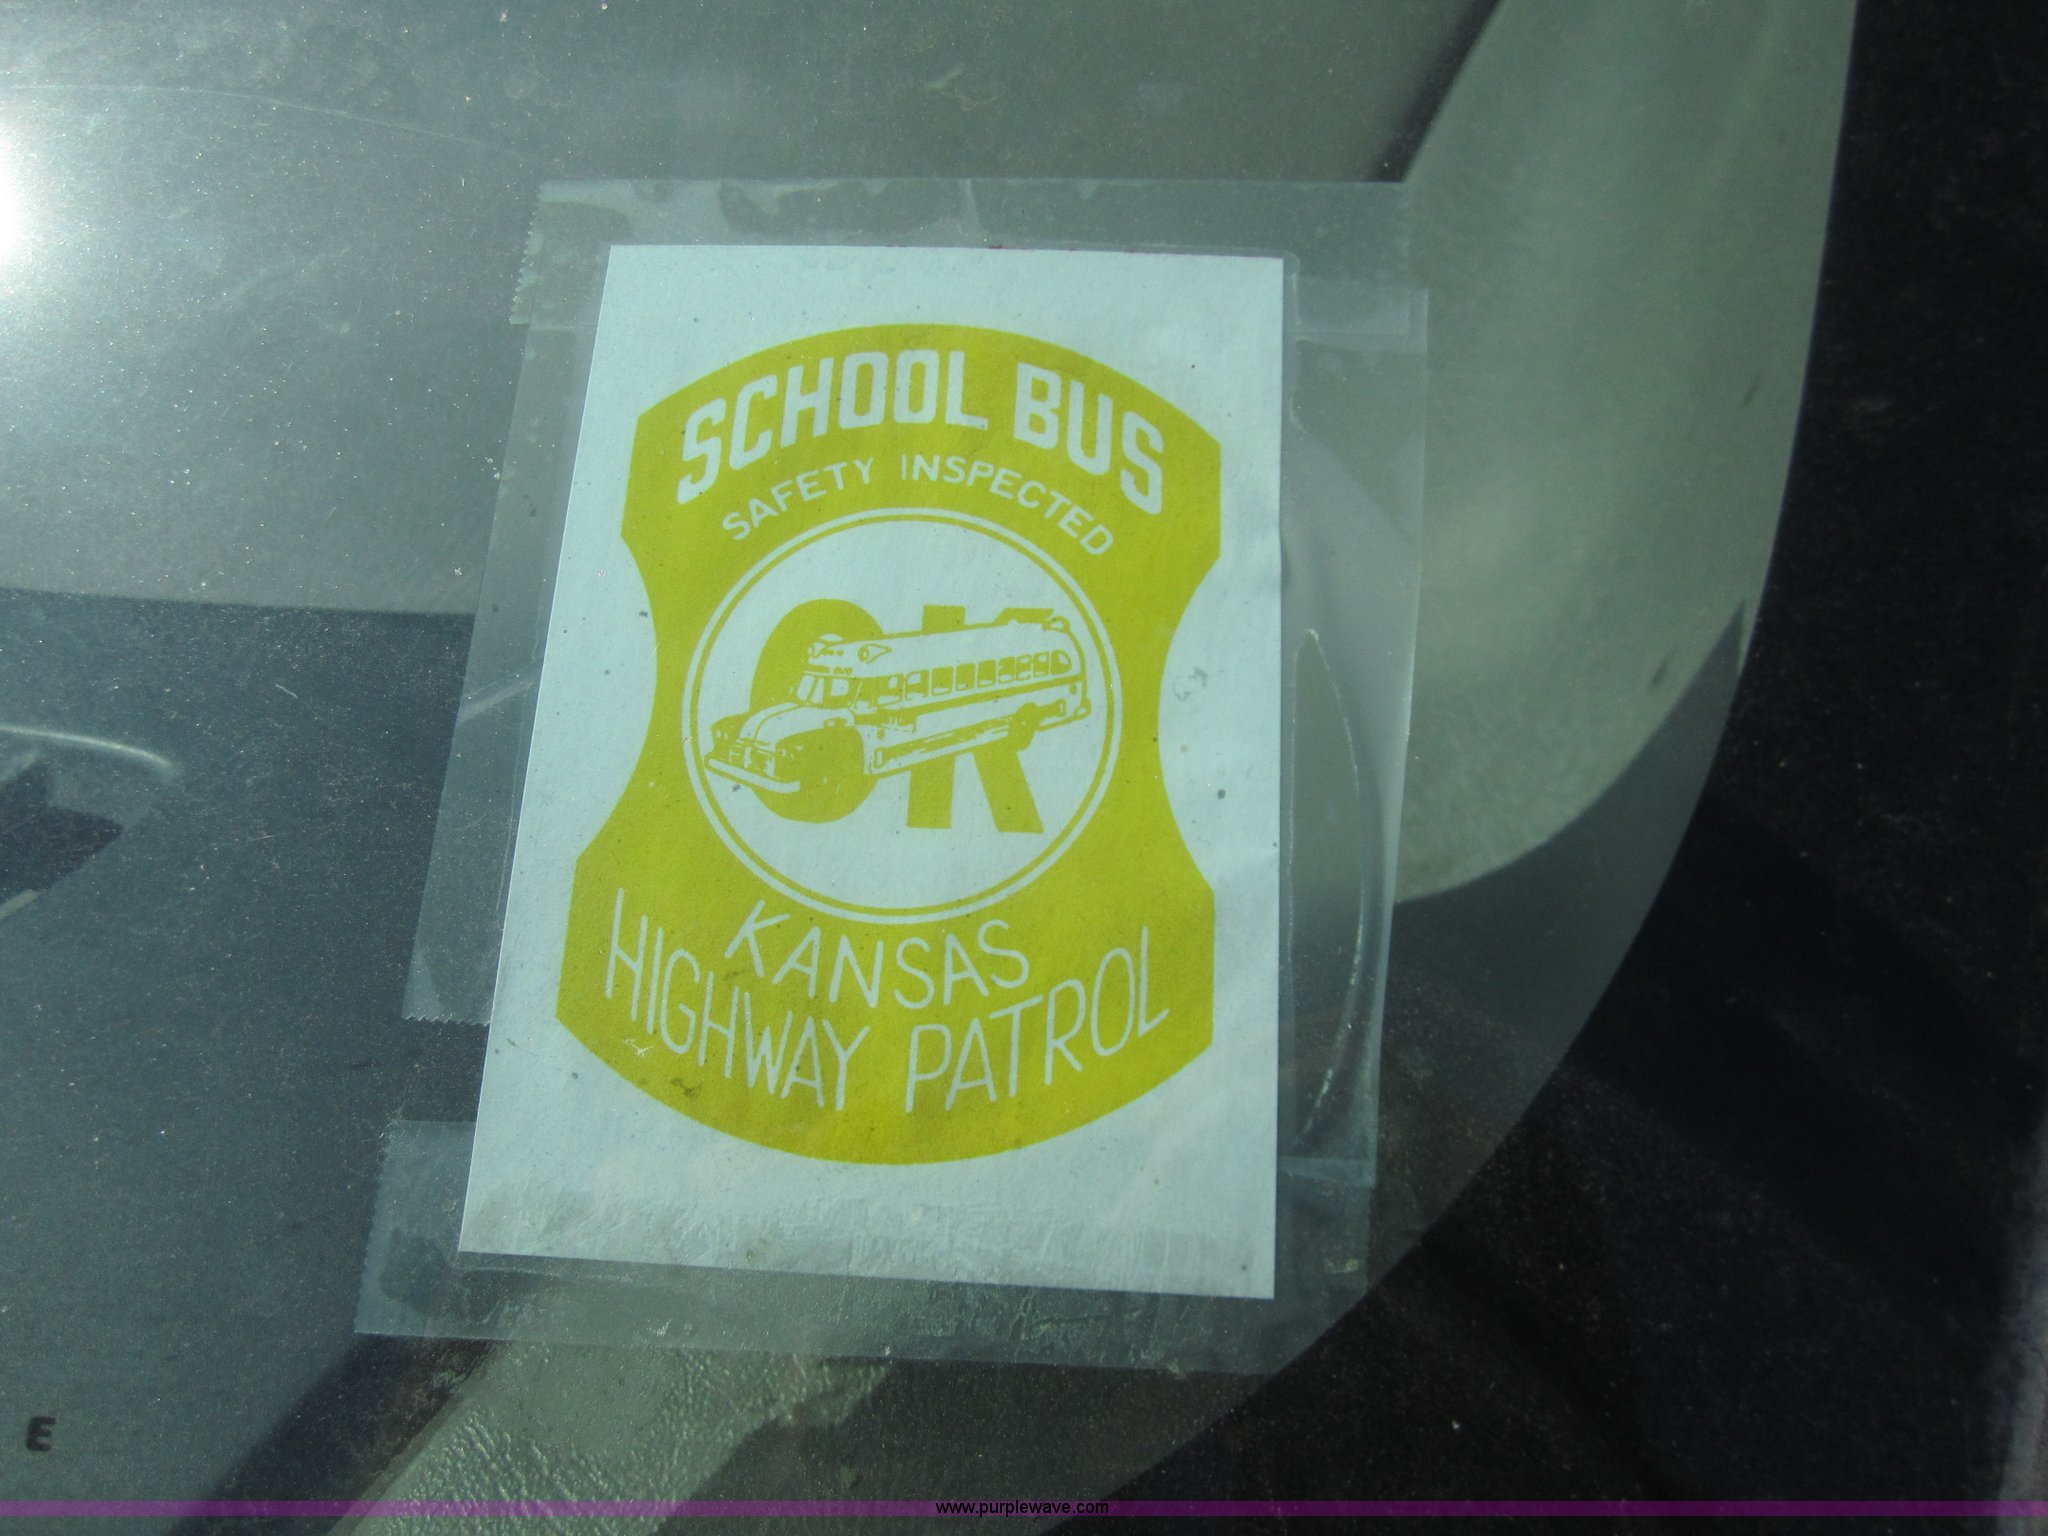 SCHOOL BUS
SAFETY INSPECTED
OK
KANSAS
HIGHWAY PATROL
E
www.purplewave.com